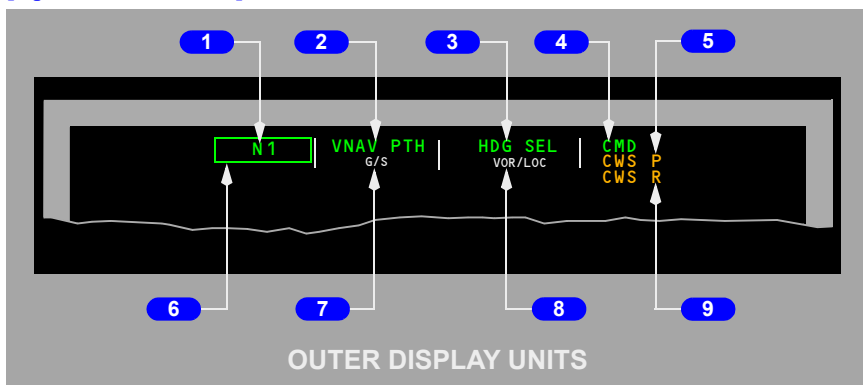 1 2 3 4 5
N1 VNAV PTH HDG SEL CMD
G/S VOR/LOC CWS P
CWS R
6 7 8 9
OUTER DISPLAY UNITS